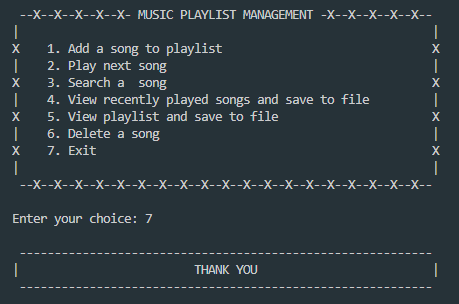 --X--X--X--X--X- MUSIC PLAYLIST MANAGEMENT -X--X--X--X--X--
|                                                           |
X    1. Add a song to playlist                              X
|    2. Play next song                                      |
X    3. Search a  song                                      X
|    4. View recently played songs and save to file         |
X    5. View playlist and save to file                      X
|    6. Delete a song                                       |
X    7. Exit                                                X
|                                                           |
--X--X--X--X--X--X--X--X--X--X--X--X--X--X--X--X--X--X--X--
Enter your choice: 7
-----------------------------------------------------------
|                         THANK YOU                         |
-----------------------------------------------------------